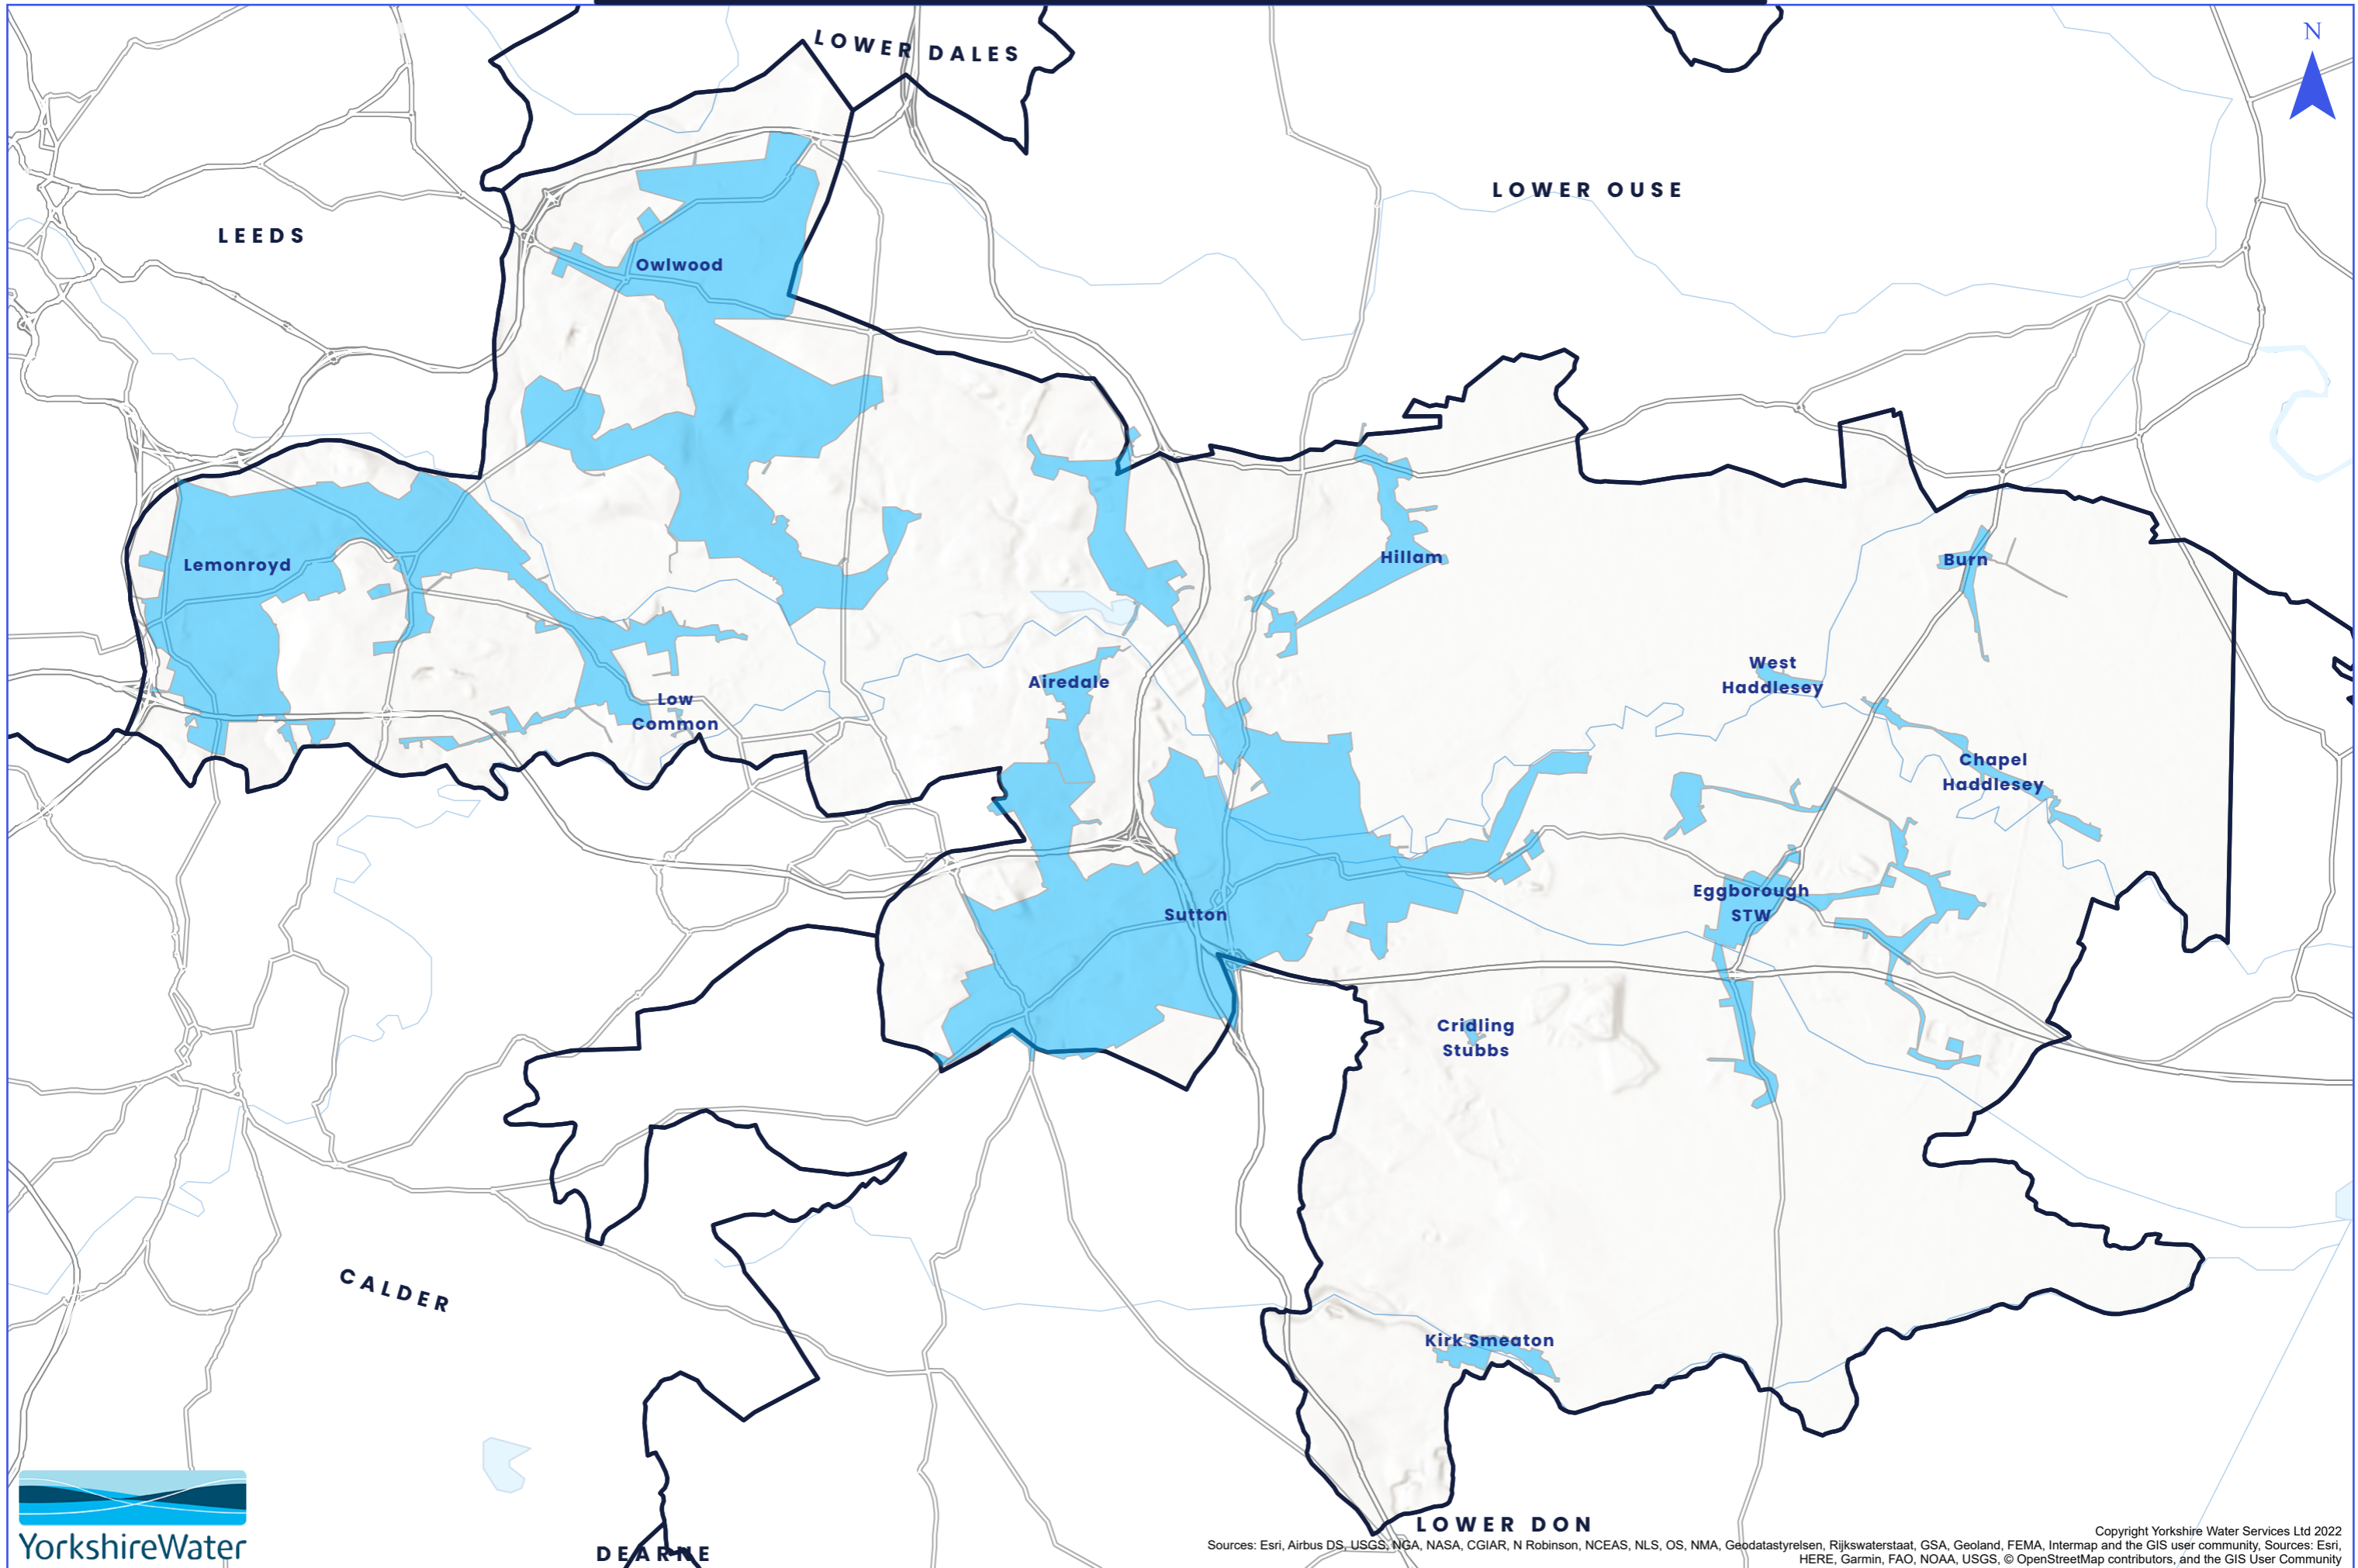 LOWER DALES
N
LOWER OUSE
LEEDS
Owlwood
Hillam
Burn
Lemonroyd
West
Haddlesey
Airedale
Low
Common
Chapel
Haddlesey
Eggborough
STW
Sutton
Cridling
Stubbs
CALDER
Kirk Smeaton
LOWER DON
DEARNE
YorkshireWater
Copyright Yorkshire Water Services Ltd 2022
Sources: Esri, Airbus DS, USGS, NGA, NASA, CGIAR, N Robinson, NCEAS, NLS, OS, NMA, Geodatastyrelsen, Rijkswaterstaat, GSA, Geoland, FEMA, Intermap and the GIS user community, Sources: Esri,
HERE, Garmin, FAO, NOAA, USGS, © OpenStreetMap contributors, and the GIS User Community